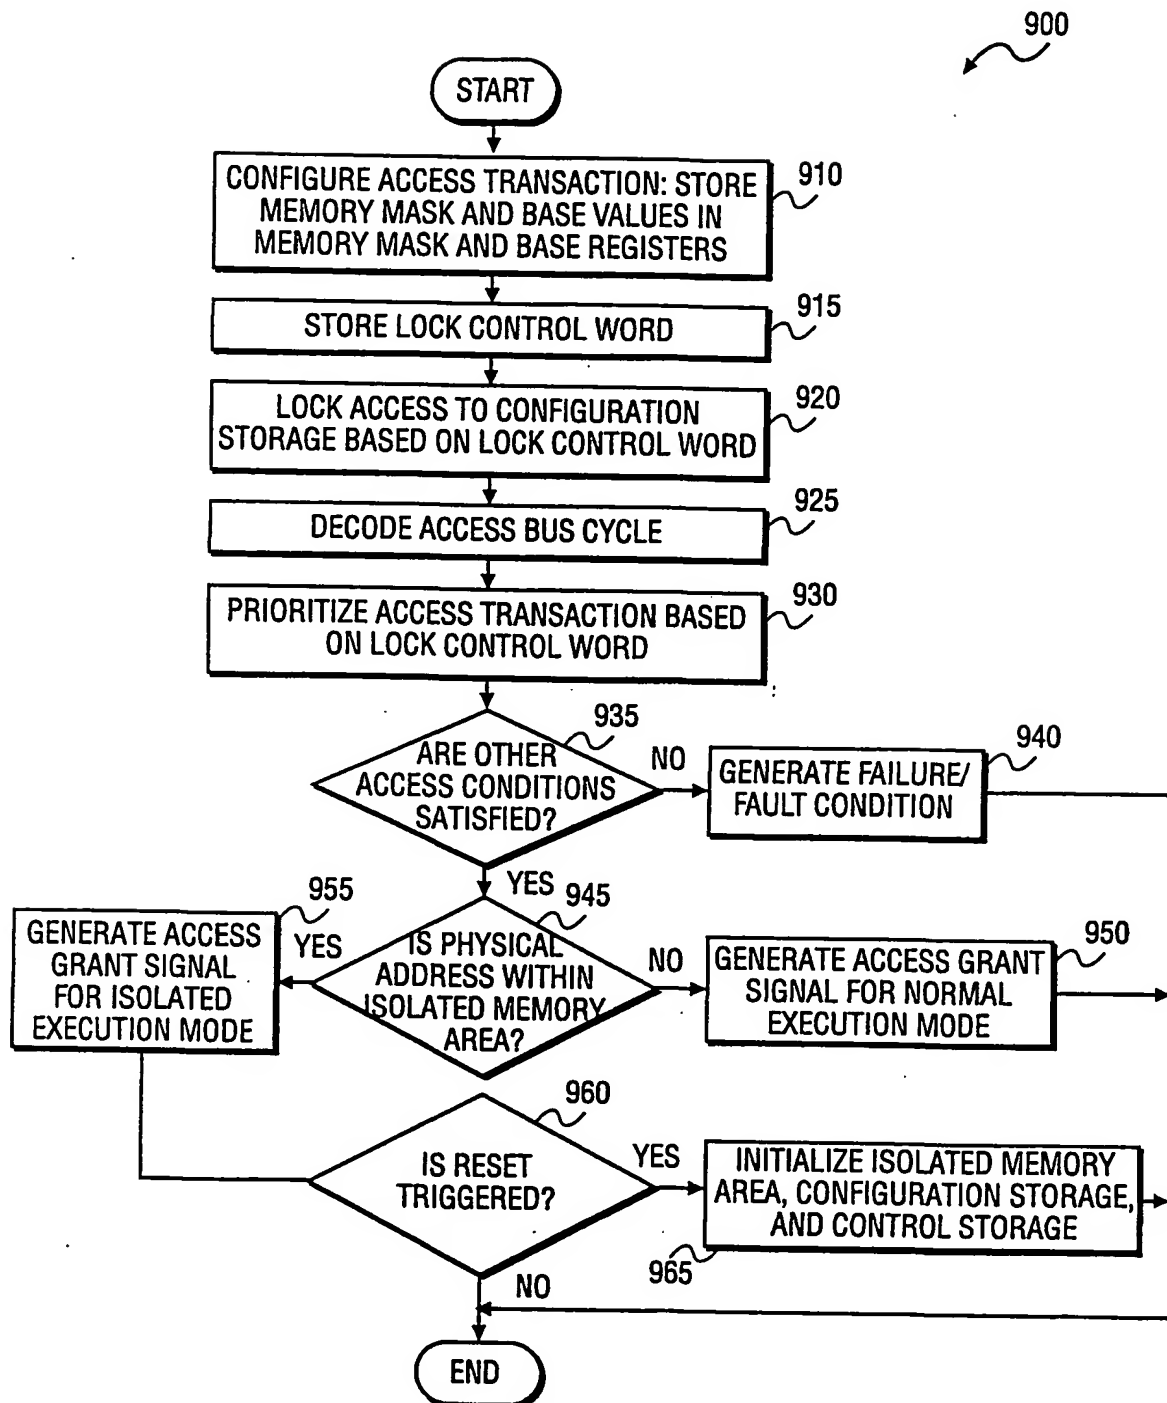 900
START
CONFIGURE ACCESS TRANSACTION: STORE
MEMORY MASK AND BASE VALUES IN
MEMORY MASK AND BASE REGISTERS
910
STORE LOCK CONTROL WORD
915
LOCK ACCESS TO CONFIGURATION
STORAGE BASED ON LOCK CONTROL WORD
920
DECODE ACCESS BUS CYCLE
925
PRIORITIZE ACCESS TRANSACTION BASED
ON LOCK CONTROL WORD
930
ARE OTHER
ACCESS CONDITIONS
SATISFIED?
935
NO
GENERATE FAILURE/
FAULT CONDITION
940
YES
GENERATE ACCESS
GRANT SIGNAL
FOR ISOLATED
EXECUTION MODE
955
YES
IS PHYSICAL
ADDRESS WITHIN
ISOLATED MEMORY
AREA?
945
NO
GENERATE ACCESS GRANT
SIGNAL FOR NORMAL
EXECUTION MODE
950
IS RESET
TRIGGERED?
960
YES
INITIALIZE ISOLATED MEMORY
AREA, CONFIGURATION STORAGE,
AND CONTROL STORAGE
965
NO
END